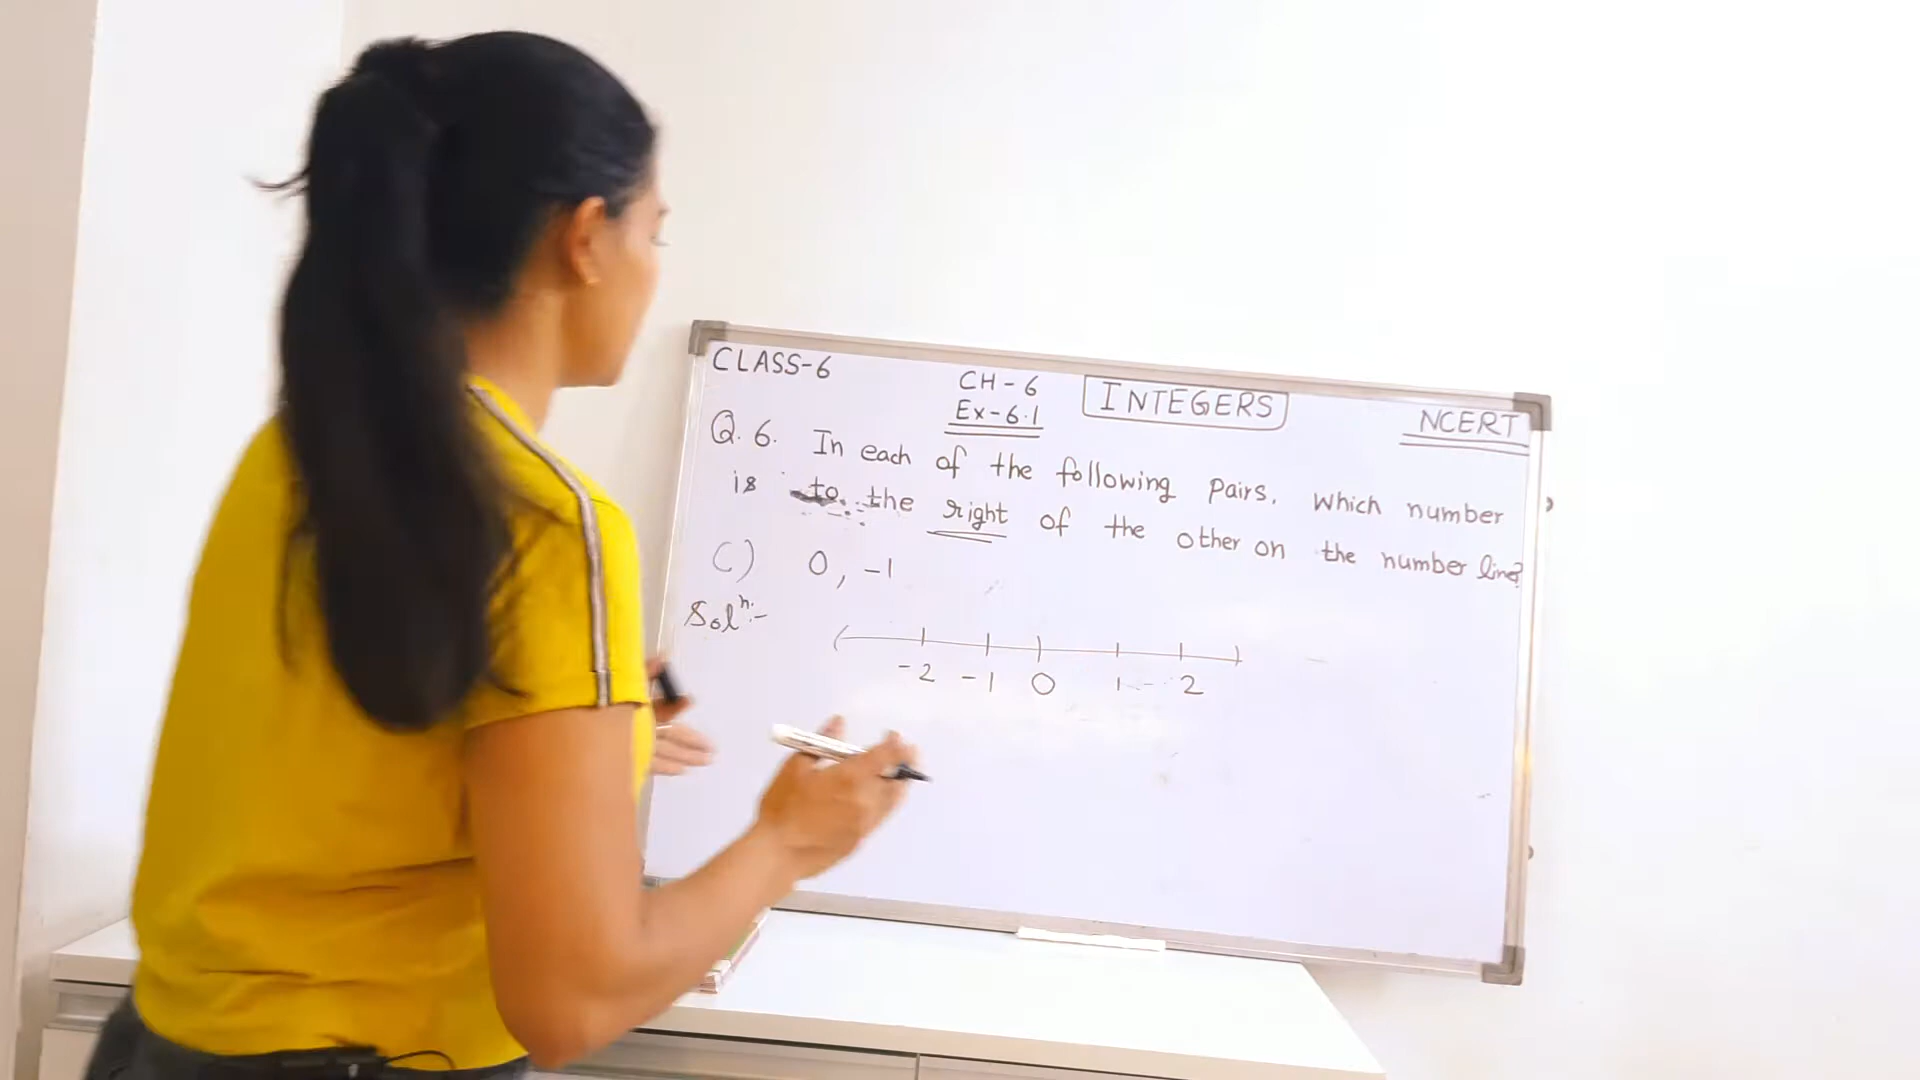 CLASS-6
CH-6
Ex-6.1
INTEGERS
NCERT
Q.6. In each of the following pairs, which number
is to the right of the other on the number line?
C) 0, -1
Solⁿ:-
-2 -1 0 1 2